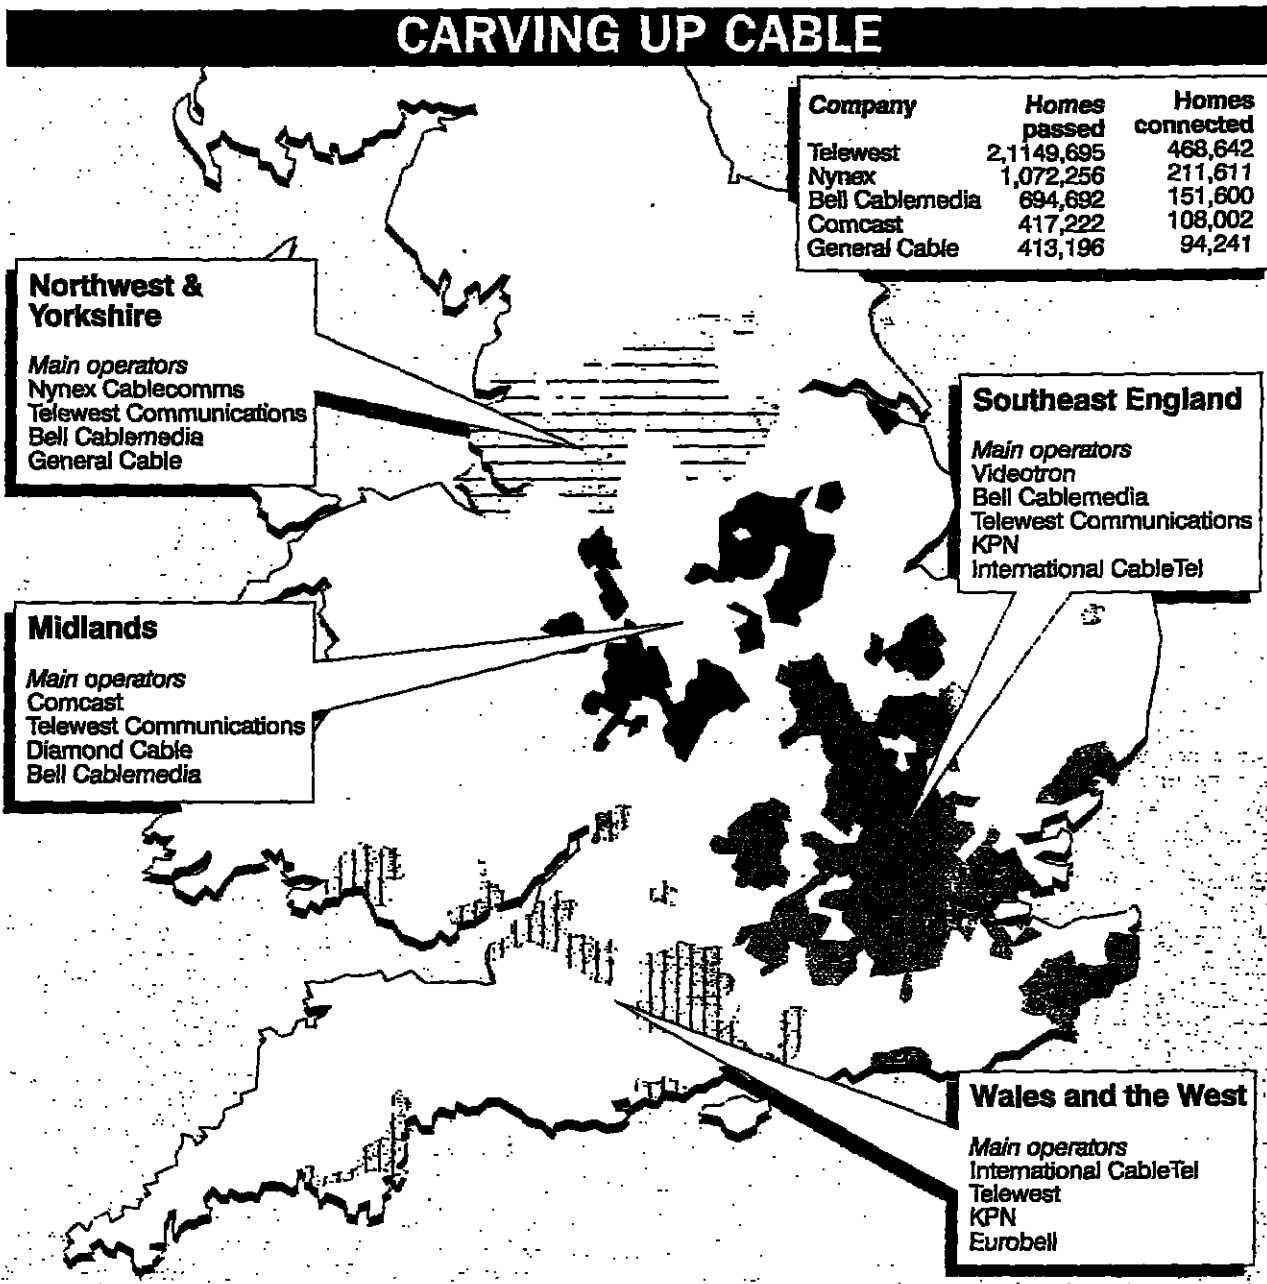 CARVING UP CABLE
Company Homes passed Homes connected
Telewest 2,1149,695 468,642
Nynex 1,072,256 211,611
Bell Cablemedia 694,692 151,600
Comcast 417,222 108,002
General Cable 413,196 94,241
Northwest &
Yorkshire
Main operators
Nynex Cablecomms
Telewest Communications
Bell Cablemedia
General Cable
Southeast England
Main operators
Videotron
Bell Cablemedia
Telewest Communications
KPN
International CableTel
Midlands
Main operators
Comcast
Telewest Communications
Diamond Cable
Bell Cablemedia
Wales and the West
Main operators
International CableTel
Telewest
KPN
Eurobell